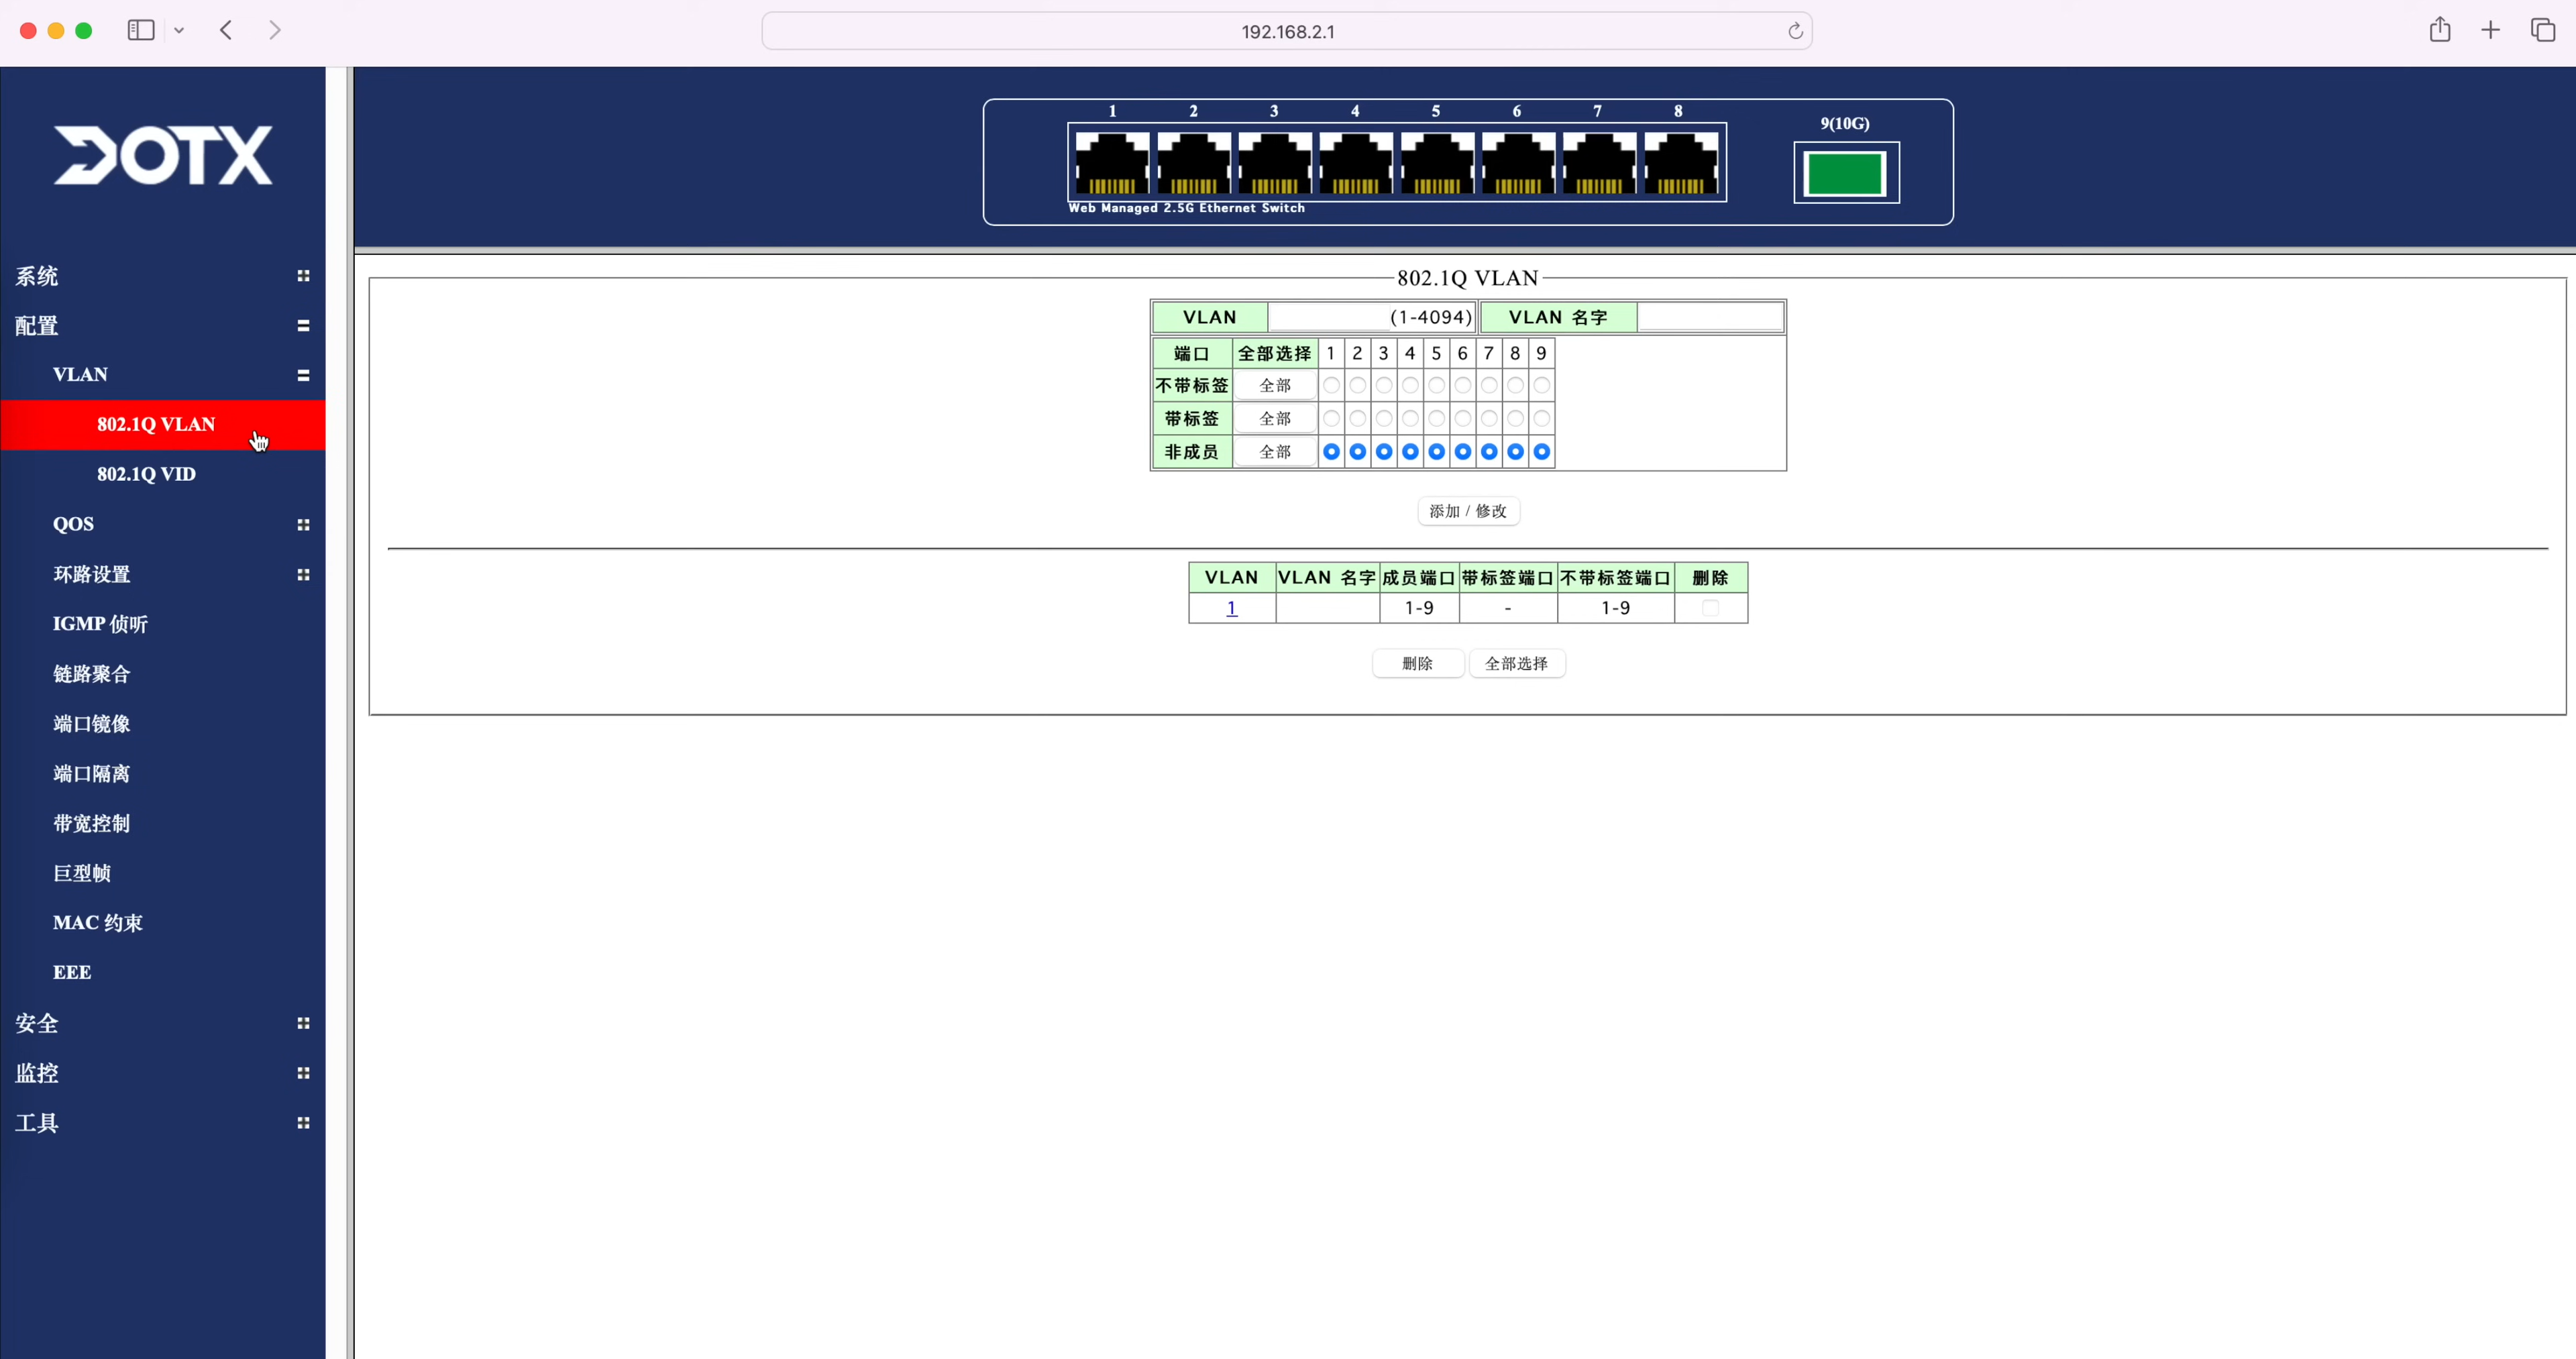 192.168.2.1
DOTX
1 2 3 4 5 6 7 8
9(10G)
Web Managed 2.5G Ethernet Switch
系统
配置
VLAN
802.1Q VLAN
802.1Q VID
QOS
环路设置
IGMP 侦听
链路聚合
端口镜像
端口隔离
带宽控制
巨型帧
MAC 约束
EEE
安全
监控
工具
802.1Q VLAN
VLAN (1-4094) VLAN 名字
端口 全部选择 1 2 3 4 5 6 7 8 9
不带标签 全部
带标签 全部
非成员 全部
添加 / 修改
VLAN VLAN 名字 成员端口 带标签端口 不带标签端口 删除
1 1-9 - 1-9
删除 全部选择